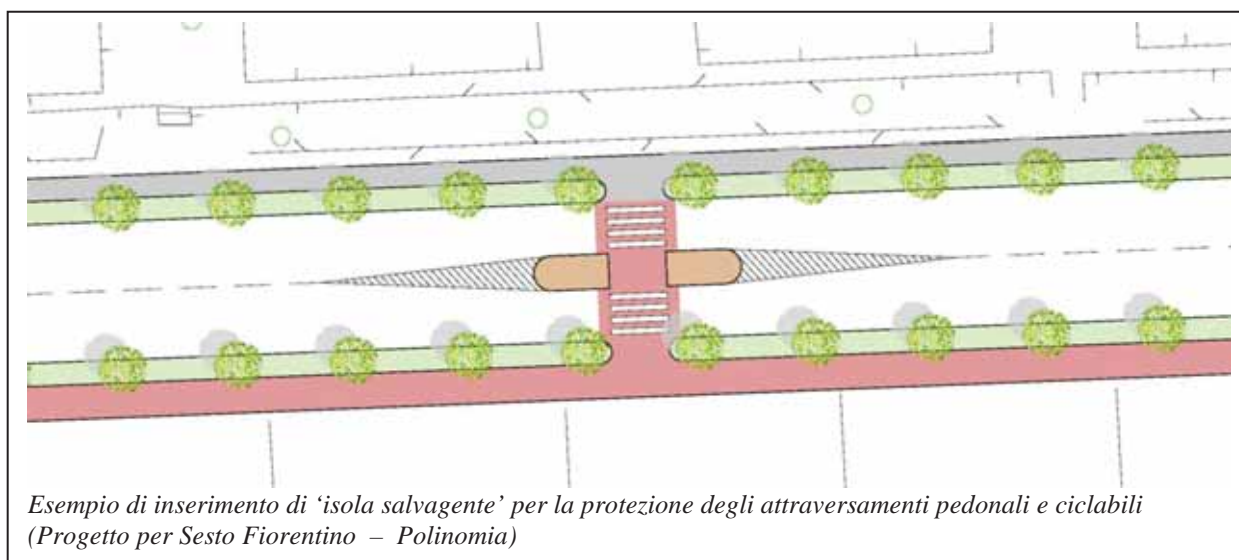 Esempio di inserimento di ‘isola salvagente’ per la protezione degli attraversamenti pedonali e ciclabili
(Progetto per Sesto Fiorentino – Polinomia)